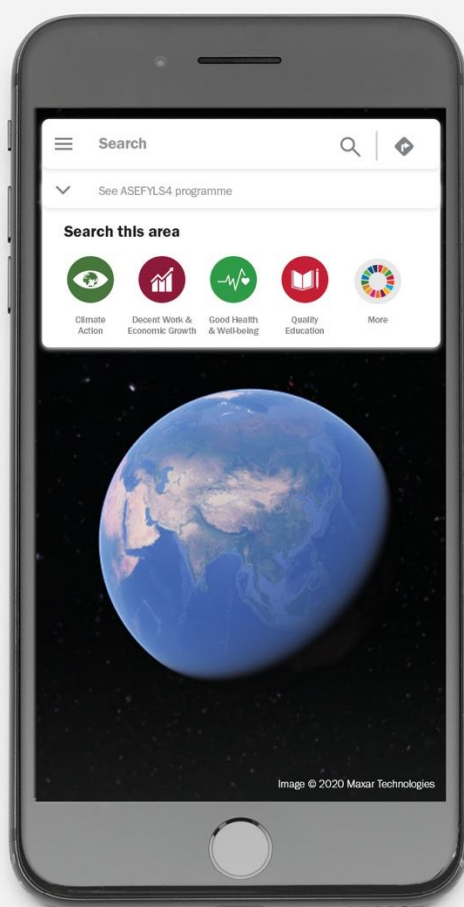 Search
See ASEFYLS4 programme
Search this area
Climate
Action
Decent Work &
Economic Growth
Good Health
& Well-being
Quality
Education
More
Image © 2020 Maxar Technologies